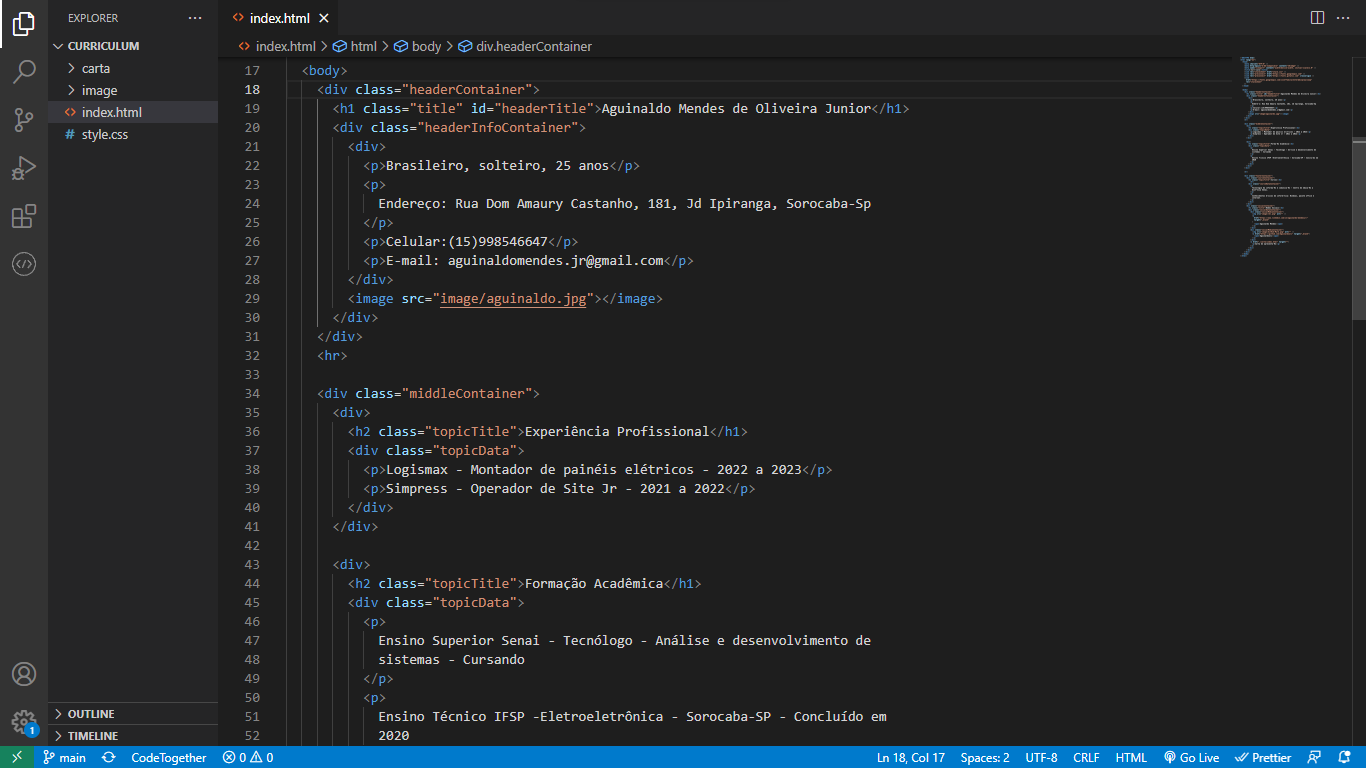 EXPLORER
index.html
index.html > html > body > div.headerContainer
CURRICULUM
carta
image
index.html
style.css
17 <body>
18 <div class="headerContainer">
19 <h1 class="title" id="headerTitle">Aguinaldo Mendes de Oliveira Junior</h1>
20 <div class="headerInfoContainer">
21 <div>
22 <p>Brasileiro, solteiro, 25 anos</p>
23 <p>
24 Endereço: Rua Dom Amaury Castanho, 181, Jd Ipiranga, Sorocaba-Sp
25 </p>
26 <p>Celular:(15)998546647</p>
27 <p>E-mail: aguinaldomendes.jr@gmail.com</p>
28 </div>
29 <image src="image/aguinaldo.jpg"></image>
30 </div>
31 </div>
32 <hr>
33
34 <div class="middleContainer">
35 <div>
36 <h2 class="topicTitle">Experiência Profissional</h1>
37 <div class="topicData">
38 <p>Logismax - Montador de painéis elétricos - 2022 a 2023</p>
39 <p>Simpress - Operador de Site Jr - 2021 a 2022</p>
40 </div>
41 </div>
42
43 <div>
44 <h2 class="topicTitle">Formação Acadêmica</h1>
45 <div class="topicData">
46 <p>
47 Ensino Superior Senai - Tecnólogo - Análise e desenvolvimento de
48 sistemas - Cursando
49 </p>
50 <p>
51 Ensino Técnico IFSP -Eletroeletrônica - Sorocaba-SP - Concluído em
52 2020
OUTLINE
TIMELINE
1
main CodeTogether 0 0 Ln 18, Col 17 Spaces: 2 UTF-8 CRLF HTML Go Live Prettier